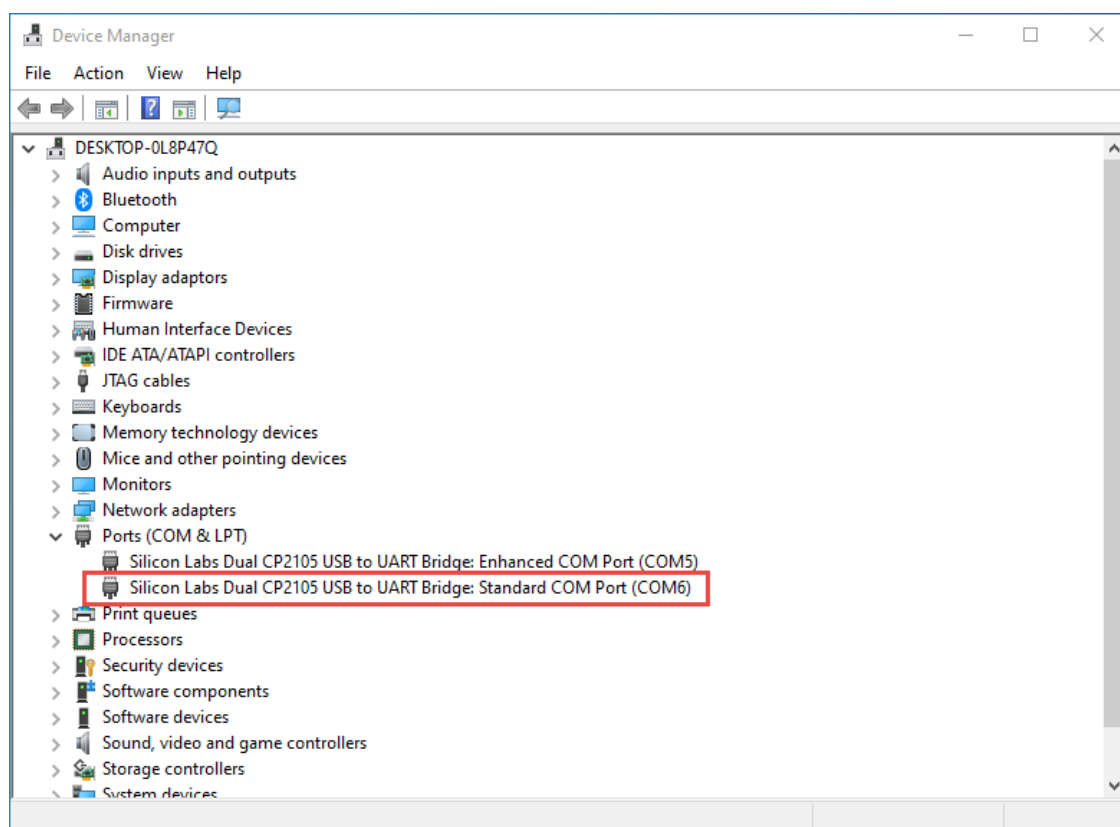 Device Manager
File Action View Help
DESKTOP-0L8P47Q
Audio inputs and outputs
Bluetooth
Computer
Disk drives
Display adaptors
Firmware
Human Interface Devices
IDE ATA/ATAPI controllers
JTAG cables
Keyboards
Memory technology devices
Mice and other pointing devices
Monitors
Network adapters
Ports (COM & LPT)
Silicon Labs Dual CP2105 USB to UART Bridge: Enhanced COM Port (COM5)
Silicon Labs Dual CP2105 USB to UART Bridge: Standard COM Port (COM6)
Print queues
Processors
Security devices
Software components
Software devices
Sound, video and game controllers
Storage controllers
System devices